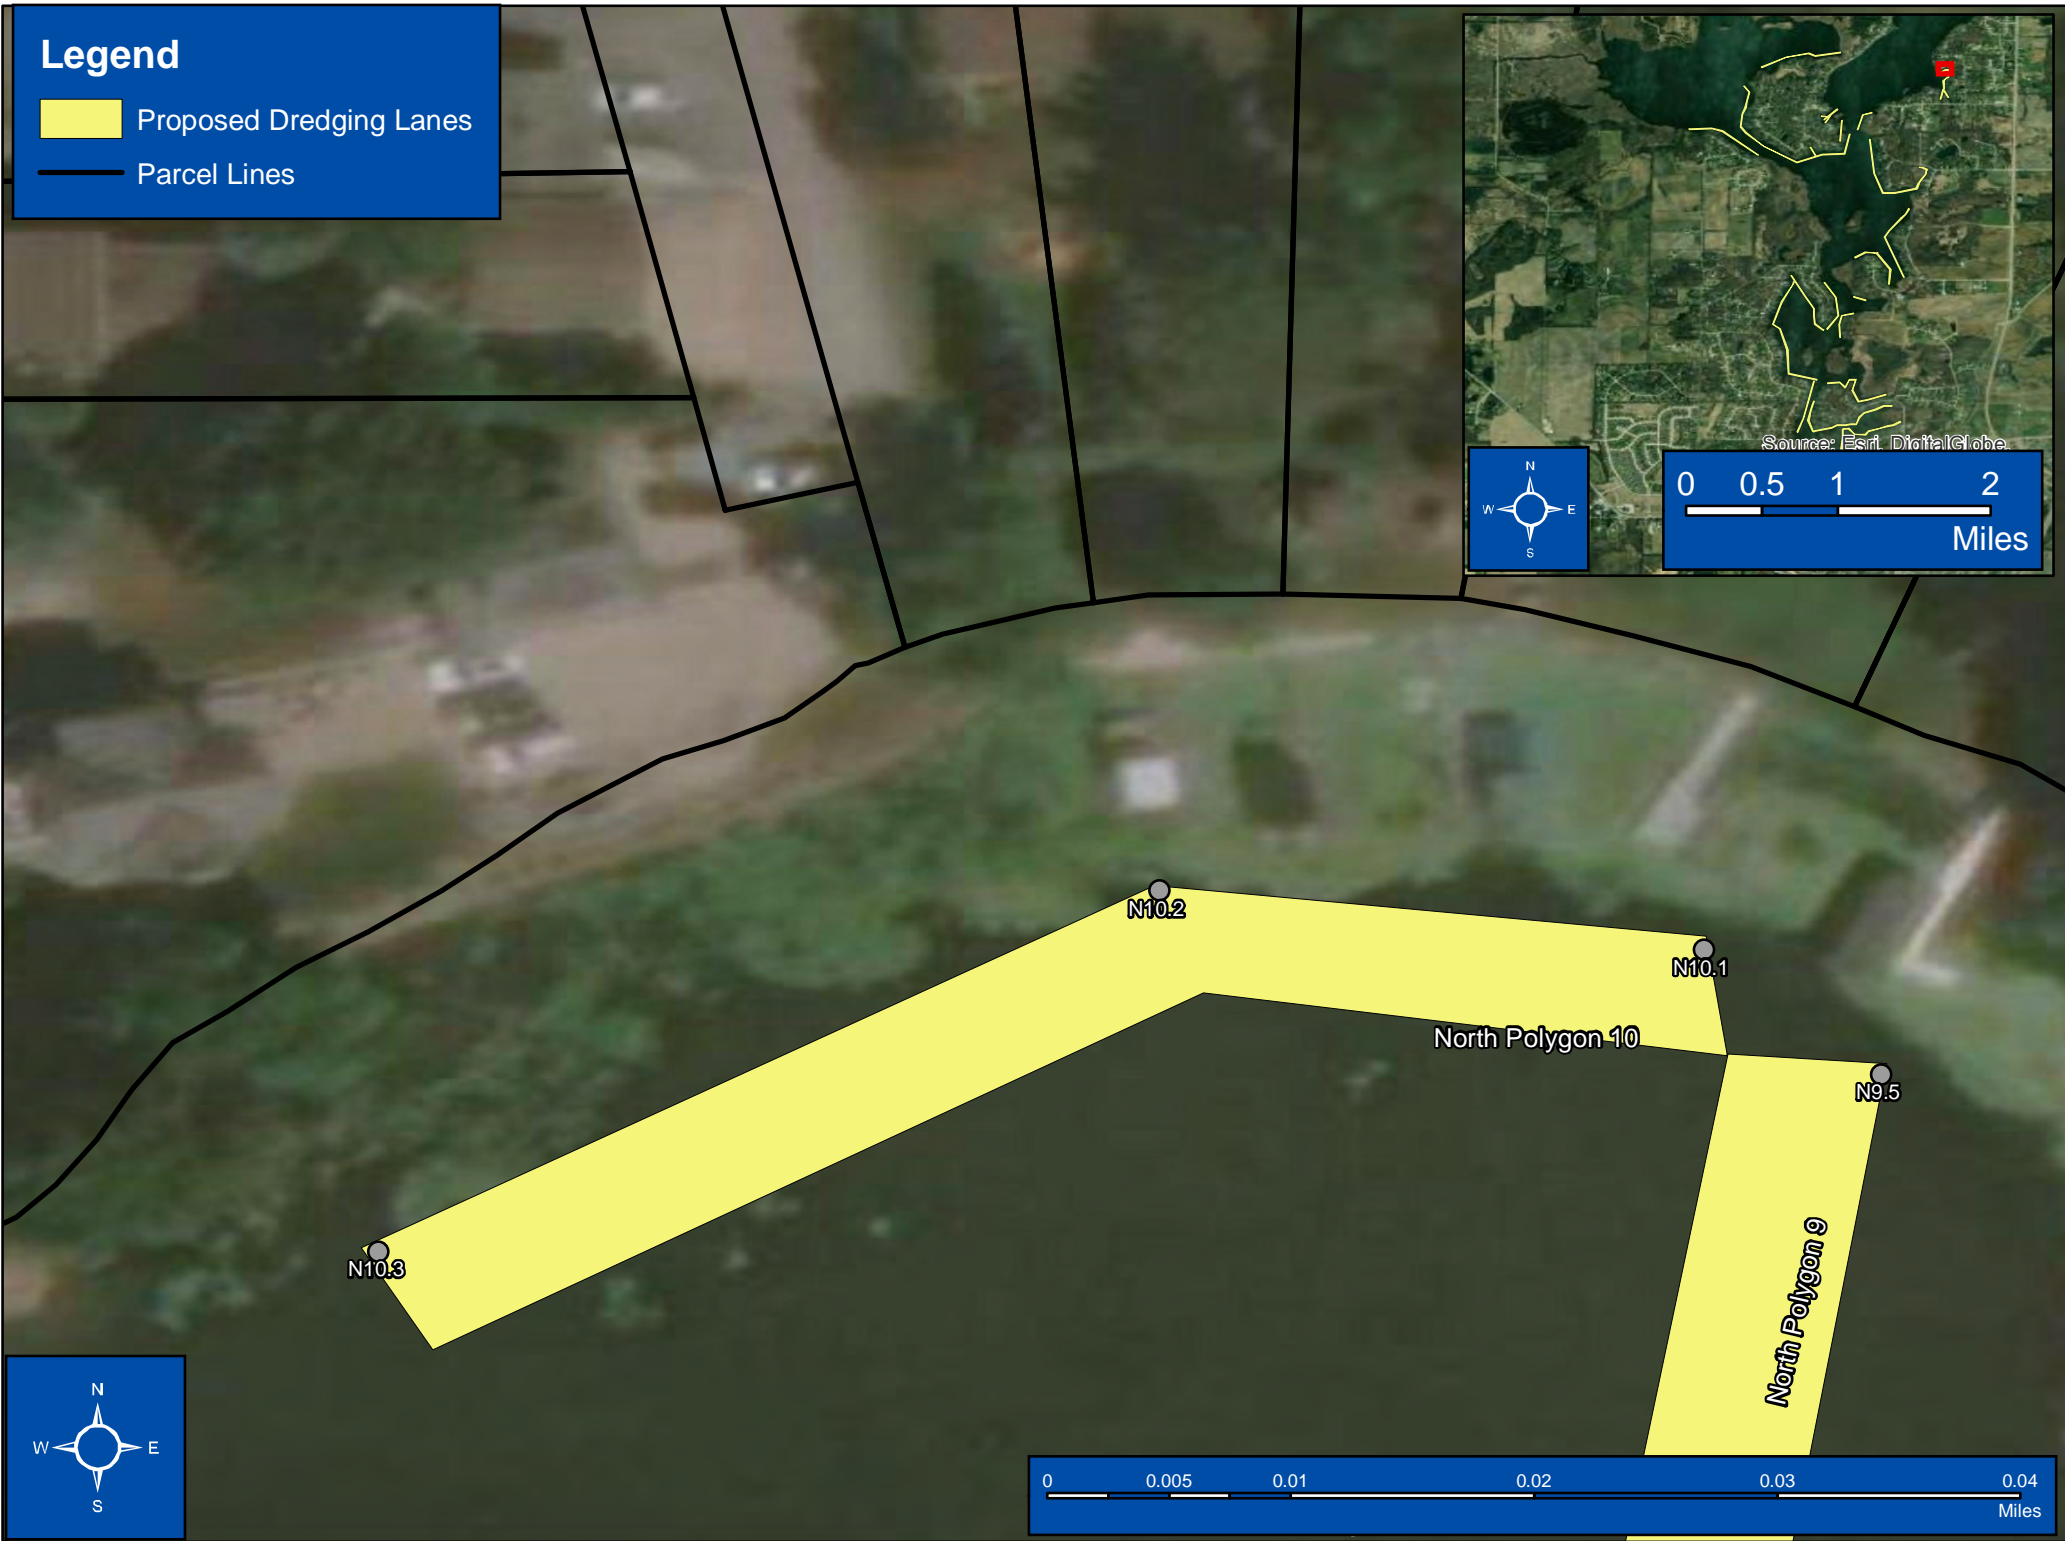 Legend
Proposed Dredging Lanes
Parcel Lines
Source: Esri, DigitalGlobe,
N
W E
S
0 0.5 1 2
Miles
N10.2
N10.1
North Polygon 10
N9.5
N10.3
North Polygon 9
N
W E
S
0 0.005 0.01 0.02 0.03 0.04
Miles